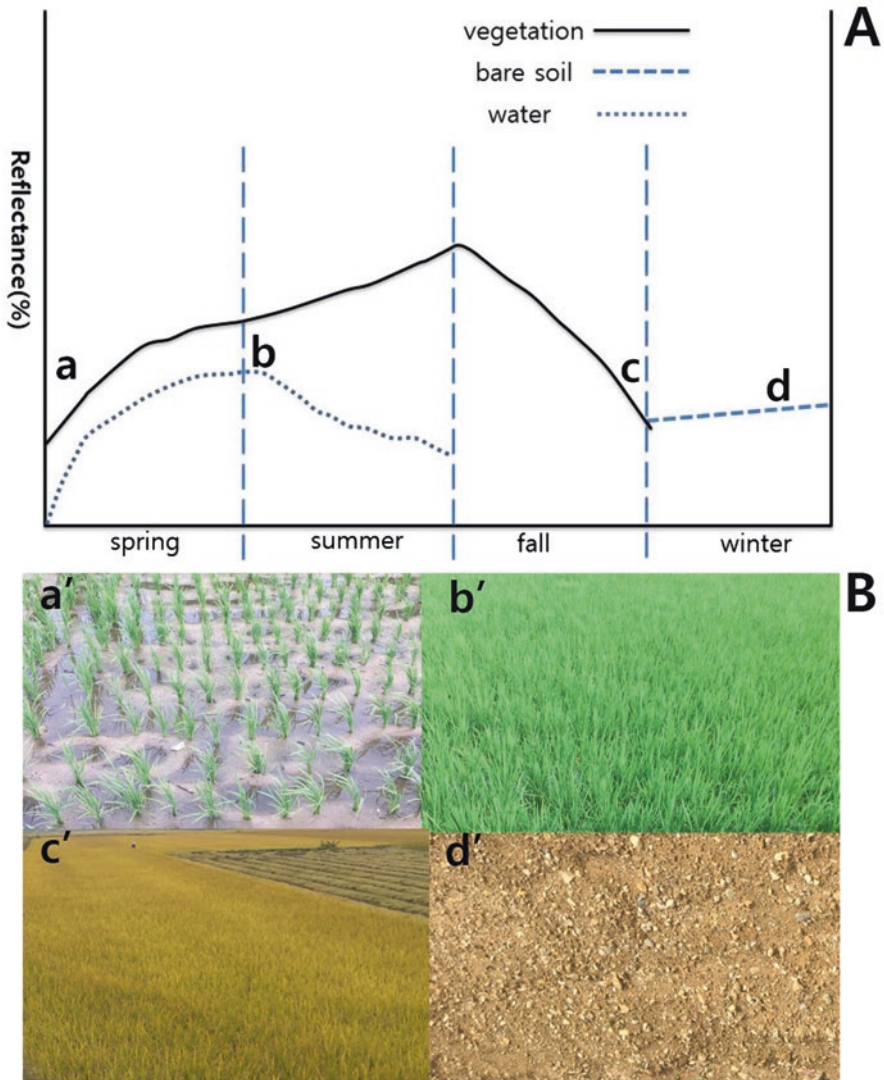 A
vegetation
bare soil
water
Reflectance(%)
a
b
c
d
spring summer fall winter
a′ b′ B
c′ d′